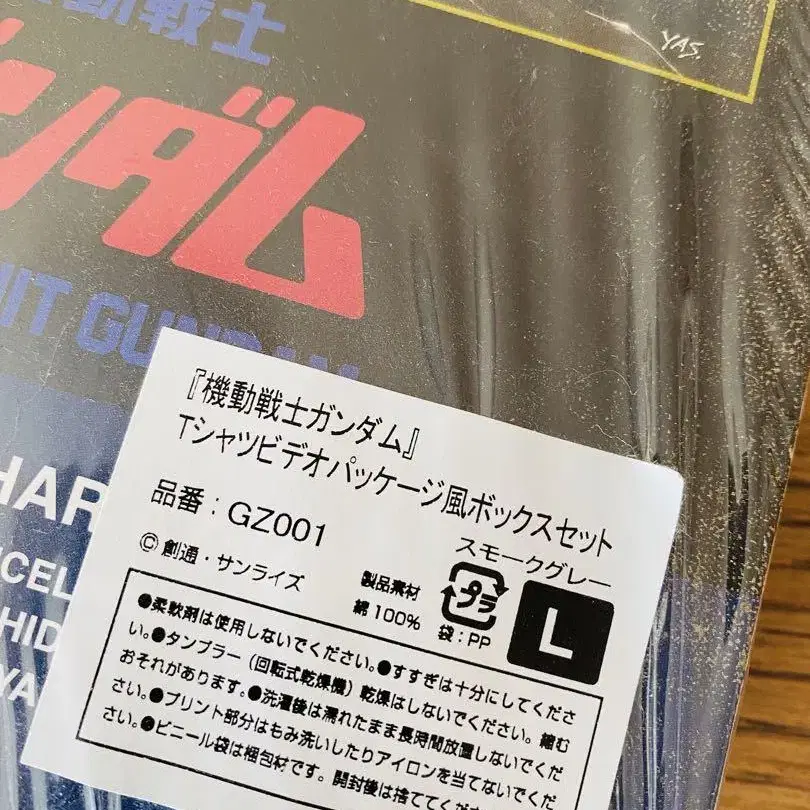 YAS.
動戦士
ンダム
IT GUNDAM
HAR
『機動戦士ガンダム』
Tシャツビデオパッケージ風ボックスセット
スモークグレー
品番：GZ001
© 創通・サンライズ
製品素材
綿100%
プラ
袋：PP
L
CEL
HID
YA
●柔軟剤は使用しないでください。●すすぎは十分にしてくださ
い。●タンブラー（回転式乾燥機）乾燥はしないでください。縮む
おそれがあります。●洗濯後は濡れたまま長時間放置しないでくだ
さい。●プリント部分はもみ洗いしたりアイロンを当てないでくだ
さい。●ビニール袋は梱包材です。開封後は捨ててく